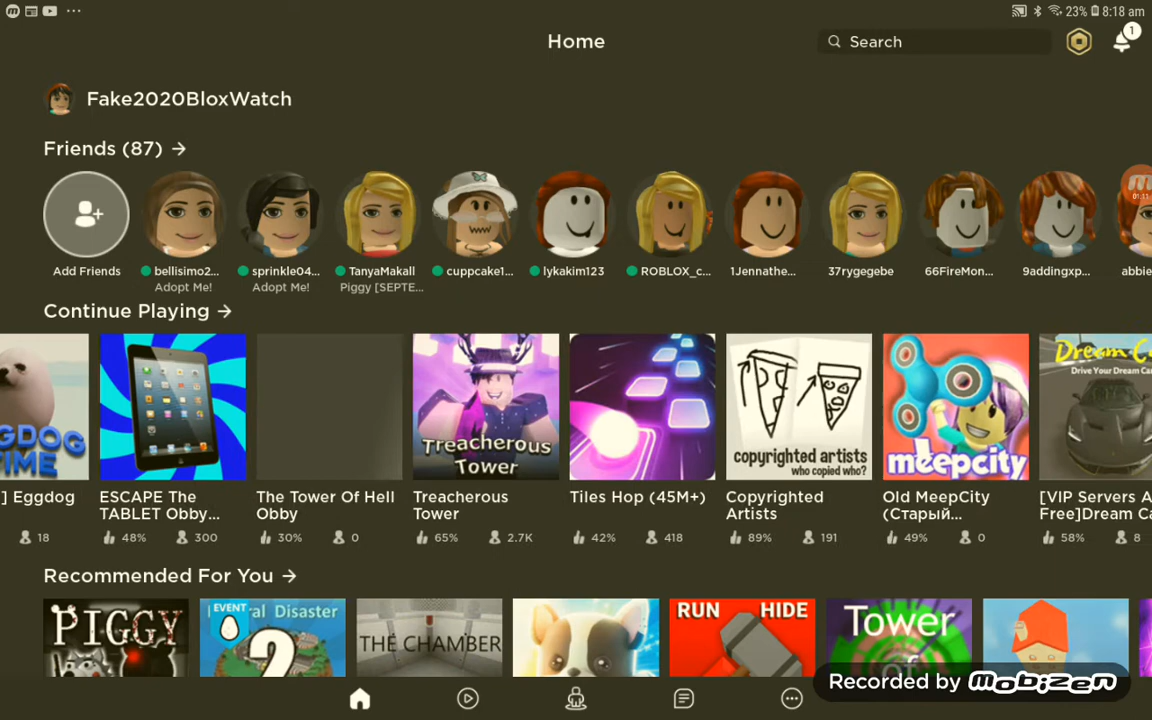 23% 8:18 am
Home
Search
1
Fake2020BloxWatch
Friends (87)
Add Friends
bellisimo2...
Adopt Me!
sprinkle04...
Adopt Me!
TanyaMakall
Piggy [SEPTE...
cuppcake1...
lykakim123
ROBLOX_c...
1Jennathe...
37rygegebe
66FireMon...
9addingxp...
abbie
Continue Playing
GGDOG
TIME
Treacherous
Tower
copyrighted artists
who copied who?
meepcity
Dream Ca
Drive Your Dream Car
] Eggdog
18
ESCAPE The
TABLET Obby...
48% 300
The Tower Of Hell
Obby
30% 0
Treacherous
Tower
65% 2.7K
Tiles Hop (45M+)
42% 418
Copyrighted
Artists
89% 191
Old MeepCity
(Старый...
49% 0
[VIP Servers A
Free]Dream Ca
58% 8
Recommended For You
PIGGY
EVENT
ral Disaster
2
THE CHAMBER
RUN HIDE
Tower
of
Recorded by mobizen